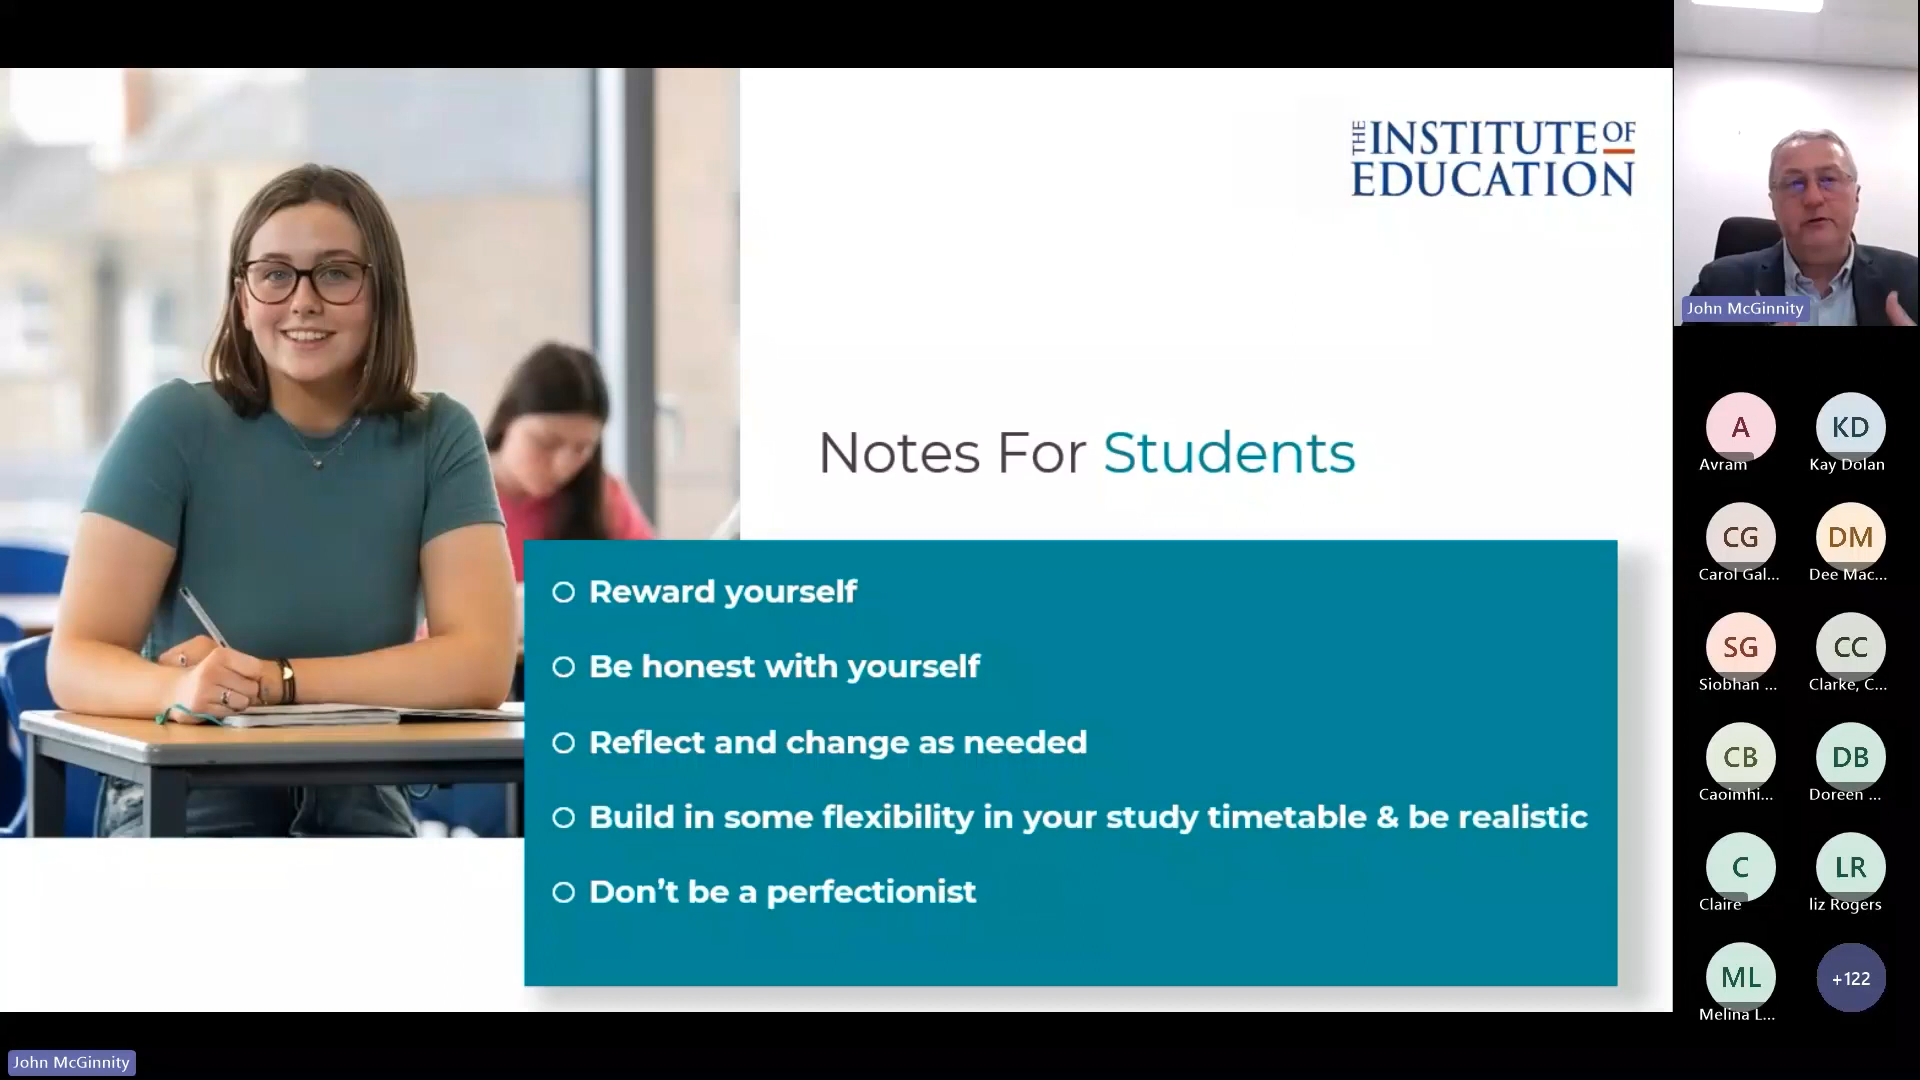 THE INSTITUTE OF
EDUCATION
Notes For Students
Reward yourself
Be honest with yourself
Reflect and change as needed
Build in some flexibility in your study timetable & be realistic
Don't be a perfectionist
John McGinnity
A
KD
Avram
Kay Dolan
CG
DM
Carol Gal...
Dee Mac...
SG
CC
Siobhan ...
Clarke, C...
CB
DB
Caoimhi...
Doreen ...
C
LR
Claire
liz Rogers
ML
+122
Melina L...
John McGinnity